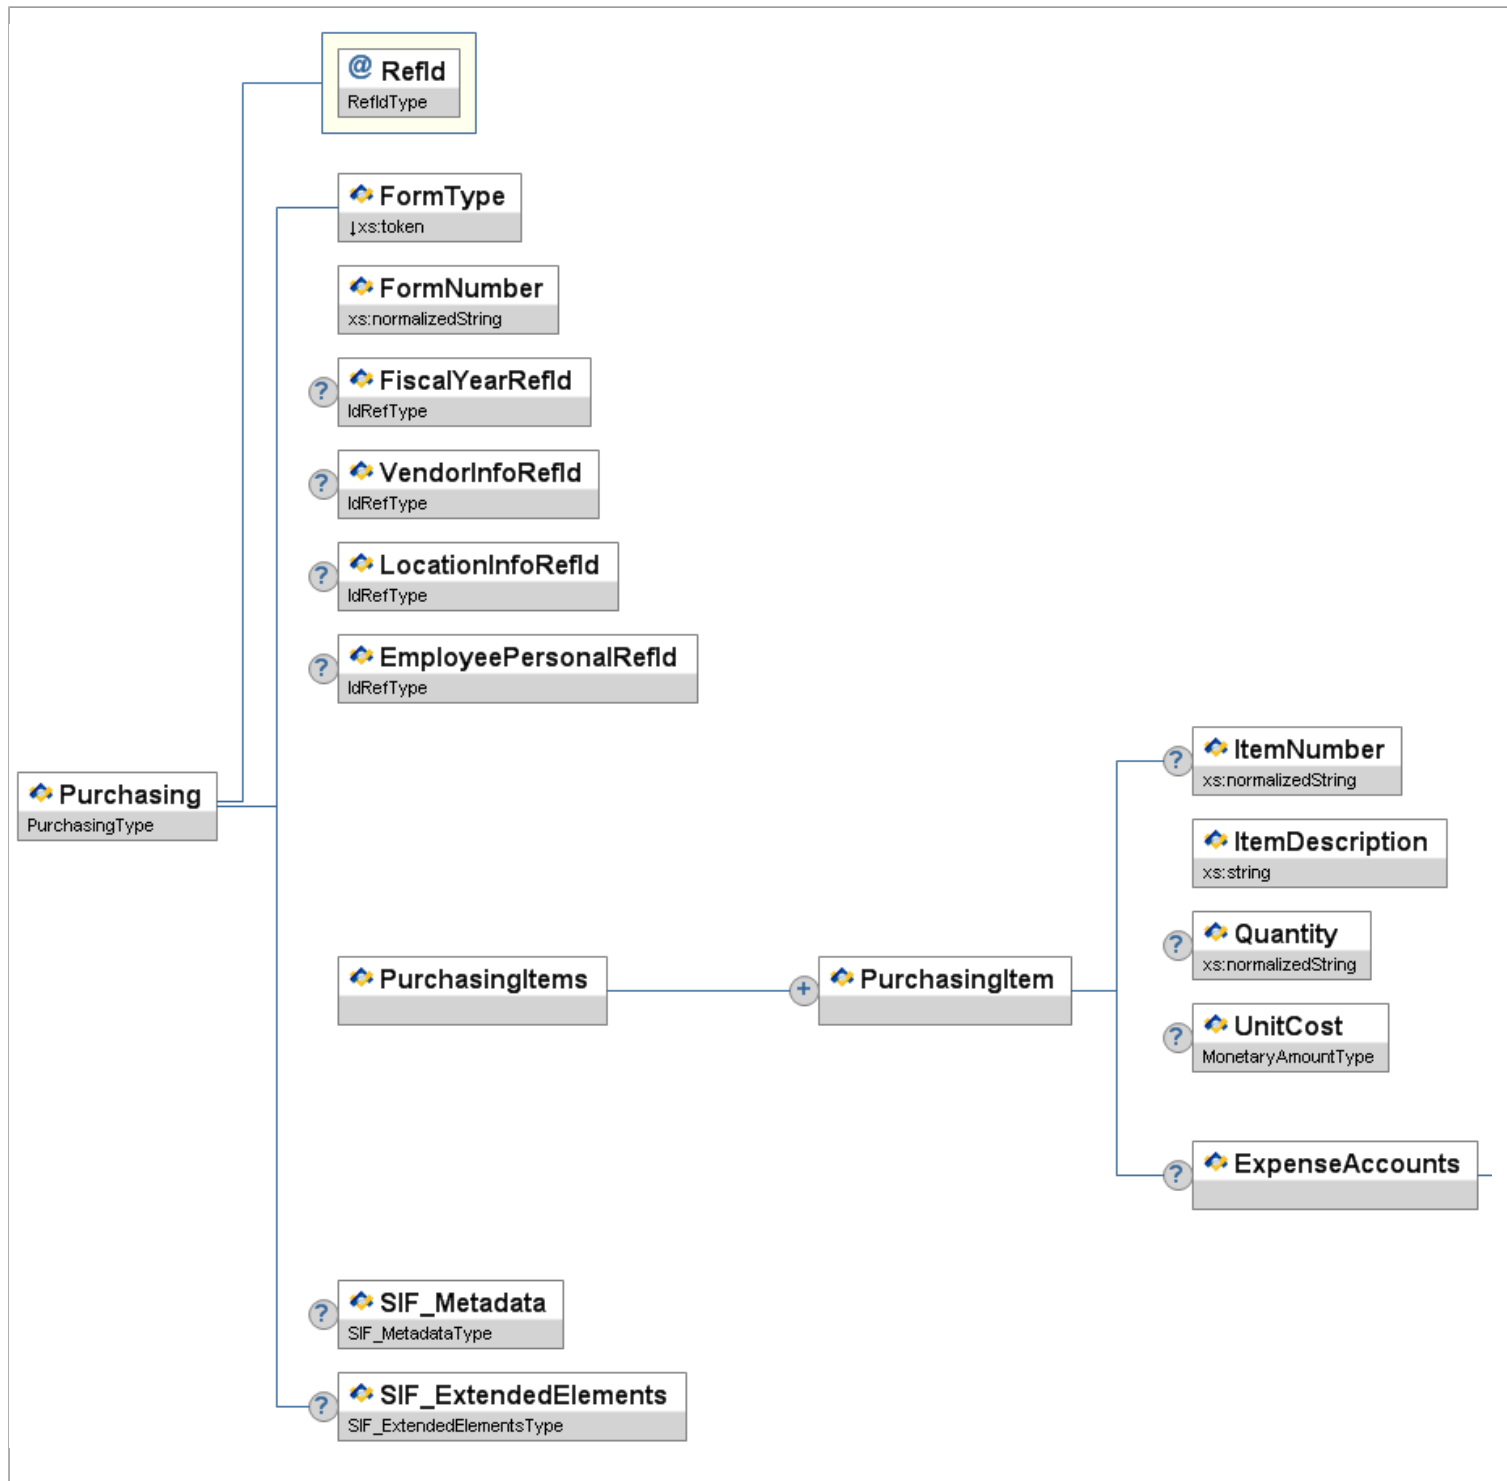 @ RefId
RefIdType
FormType
↓xs:token
FormNumber
xs:normalizedString
? FiscalYearRefId
IdRefType
? VendorInfoRefId
IdRefType
? LocationInfoRefId
IdRefType
? EmployeePersonalRefId
IdRefType
Purchasing
PurchasingType
? ItemNumber
xs:normalizedString
ItemDescription
xs:string
? Quantity
xs:normalizedString
PurchasingItems
+ PurchasingItem
? UnitCost
MonetaryAmountType
? ExpenseAccounts
? SIF_Metadata
SIF_MetadataType
? SIF_ExtendedElements
SIF_ExtendedElementsType